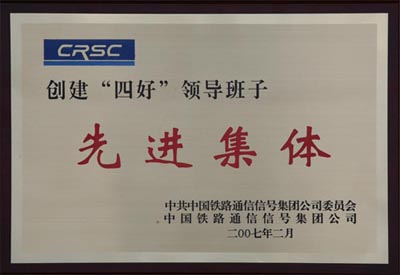 CRSC
创建“四好”领导班子
先进集体
中共中国铁路通信信号集团公司委员会
中国铁路通信信号集团公司
二〇〇七年二月